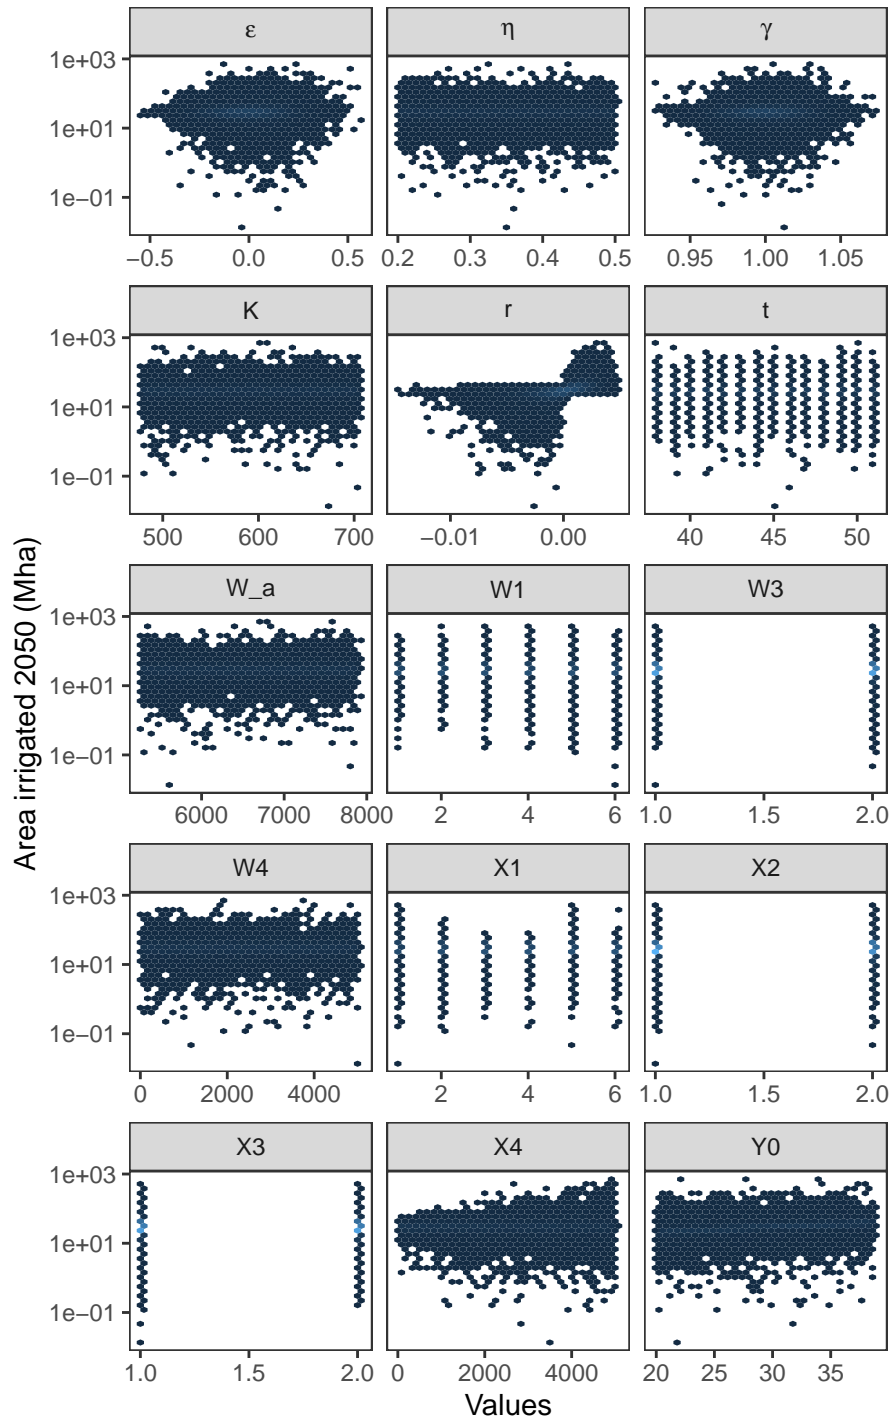 ε η γ
1e+03
1e+01
1e−01
−0.5 0.0 0.5 0.2 0.3 0.4 0.5 0.95 1.00 1.05
K r t
1e+03
1e+01
1e−01
500 600 700 −0.01 0.00 40 45 50
W_a W1 W3
1e+03
1e+01
1e−01
6000 7000 8000 2 4 6 1.0 1.5 2.0
W4 X1 X2
1e+03
1e+01
1e−01
0 2000 4000 2 4 6 1.0 1.5 2.0
X3 X4 Y0
1e+03
1e+01
1e−01
1.0 1.5 2.0 0 2000 4000 20 25 30 35
Values
Area irrigated 2050 (Mha)